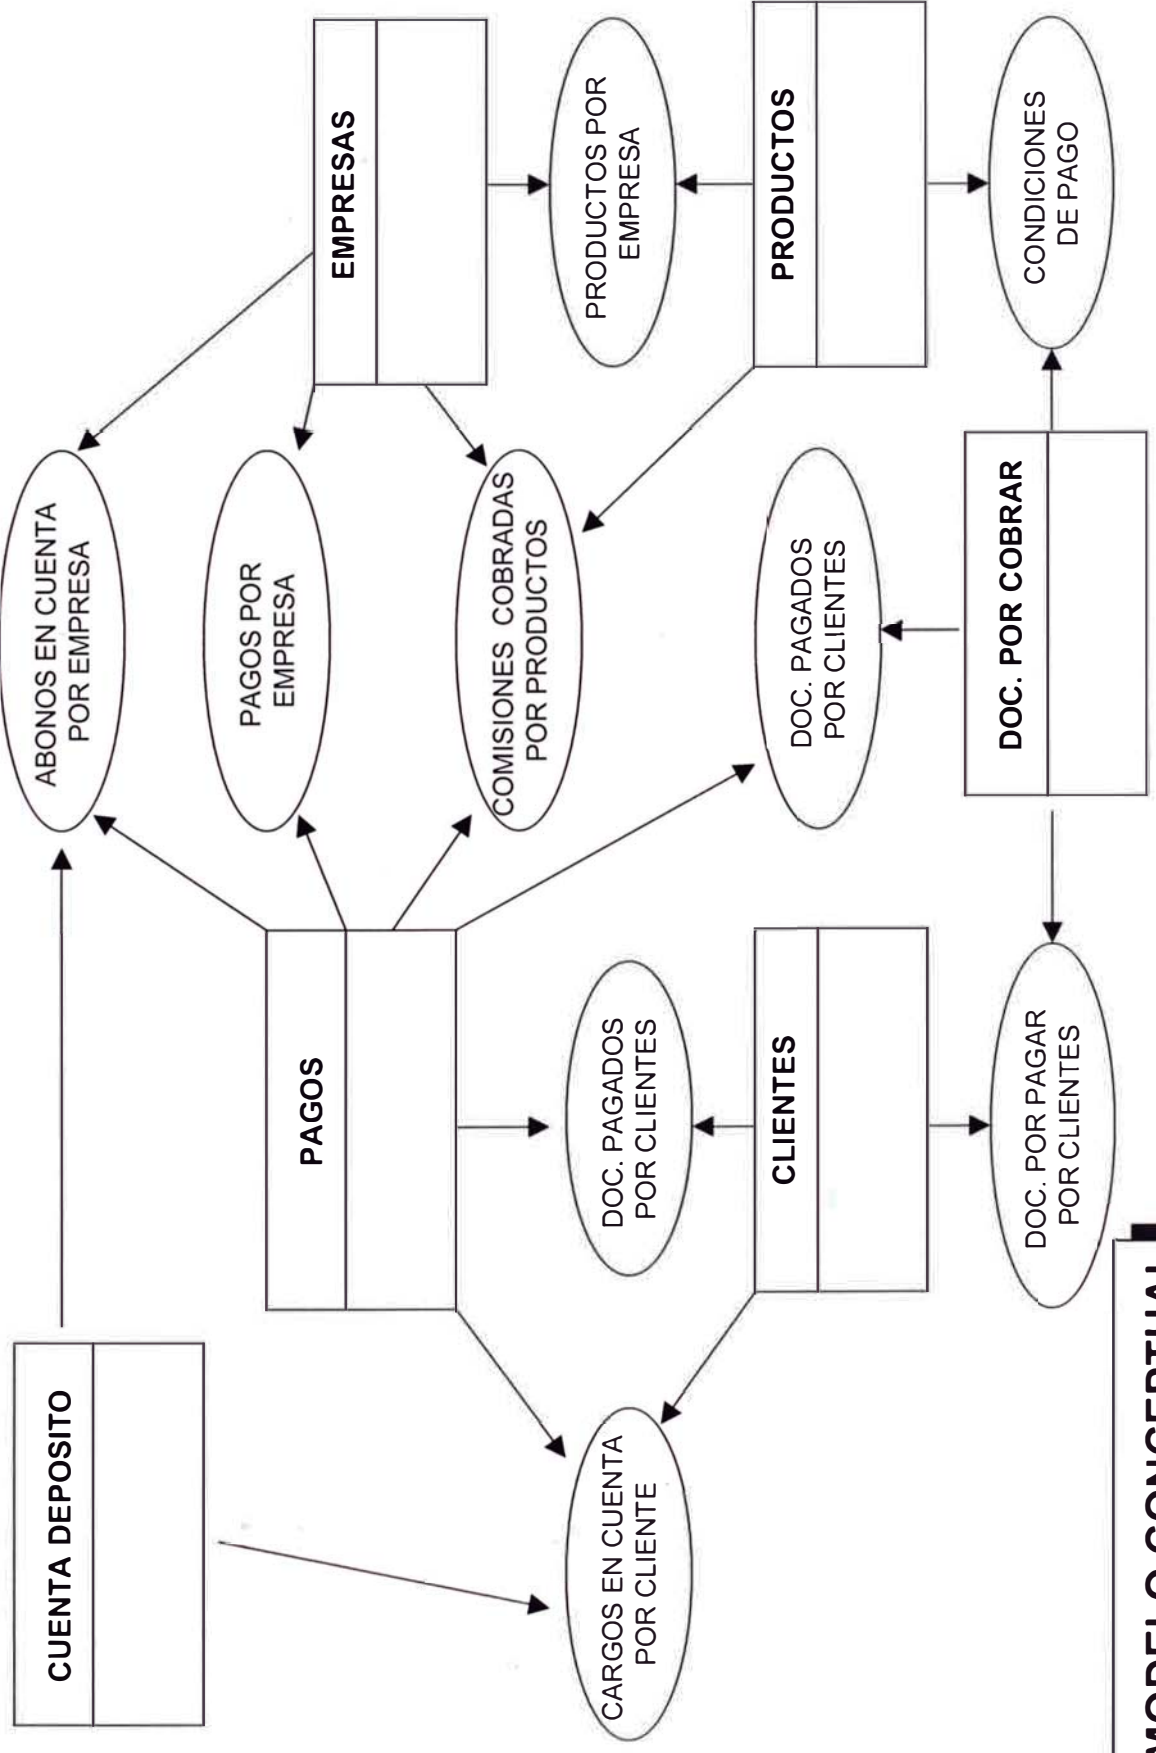 CUENTA DEPOSITO
ABONOS EN CUENTA
POR EMPRESA
PAGOS POR
EMPRESA
EMPRESAS
PAGOS
COMISIONES COBRADAS
POR PRODUCTOS
PRODUCTOS POR
EMPRESA
CARGOS EN CUENTA
POR CLIENTE
DOC. PAGADOS
POR CLIENTES
CLIENTES
DOC. PAGADOS
POR CLIENTES
PRODUCTOS
DOC. POR PAGAR
POR CLIENTES
DOC. POR COBRAR
CONDICIONES
DE PAGO
MODELO CONCEPTUAL